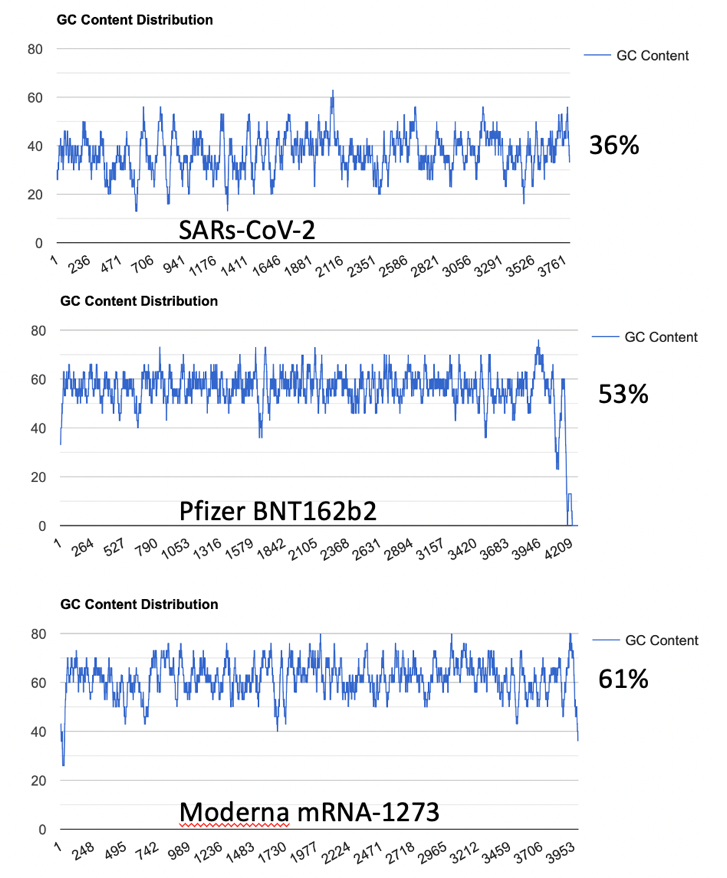 GC Content Distribution
80
60
40
20
0
GC Content
36%
SARs-CoV-2
1 236 471 706 941 1176 1411 1646 1881 2116 2351 2586 2821 3056 3291 3526 3761
GC Content Distribution
80
60
40
20
0
GC Content
53%
Pfizer BNT162b2
1 264 527 790 1053 1316 1579 1842 2105 2368 2631 2894 3157 3420 3683 3946 4209
GC Content Distribution
80
60
40
20
0
GC Content
61%
Moderna mRNA-1273
1 248 495 742 989 1236 1483 1730 1977 2224 2471 2718 2965 3212 3459 3706 3953